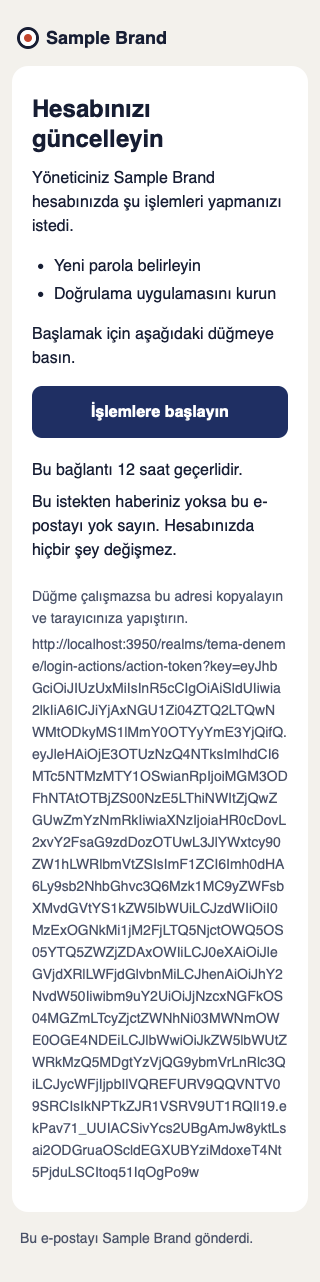 Sample Brand
Hesabınızı
güncelleyin
Yöneticiniz Sample Brand
hesabınızda şu işlemleri yapmanızı
istedi.
• Yeni parola belirleyin
• Doğrulama uygulamasını kurun
Başlamak için aşağıdaki düğmeye
basın.
İşlemlere başlayın
Bu bağlantı 12 saat geçerlidir.
Bu istekten haberiniz yoksa bu e-
postayı yok sayın. Hesabınızda
hiçbir şey değişmez.
Düğme çalışmazsa bu adresi kopyalayın
ve tarayıcınıza yapıştırın.
http://localhost:3950/realms/tema-denem
e/login-actions/action-token?key=eyJhb
GciOiJIUzUxMiIsInR5cCIgOiAiSldUIiwia
2lkIiA6ICJiYjAxNGU1Zi04ZTQ2LTQwN
WMtODkyMS1lMmY0OTYyYmE3YjQifQ.
eyJleHAiOjE3OTUzNzQ4NTksImlhdCI6
MTc5NTMzMTY1OSwianRpIjoiMGM3OD
FhNTAtOTBjZS00NzE5LThiNWItZjQwZ
GUwZmYzNmRkIiwiaXNzIjoiaHR0cDovL
2xvY2FsaG9zdDozOTUwL3JlYWxtcy90
ZW1hLWRlbmVtZSIsImF1ZCI6Imh0dHA
6Ly9sb2NhbGhvc3Q6Mzk1MC9yZWFsb
XMvdGVtYS1kZW5lbWUiLCJzdWIiOiI0
MzExOGNkMi1jM2FjLTQ5NjctOWQ5OS
05YTQ5ZWZjZDAxOWIiLCJ0eXAiOiJle
GVjdXRlLWFjdGlvbnMiLCJhenAiOiJhY2
NvdW50Iiwibm9uY2UiOiJjNzcxNGFkOS
04MGZmLTcyZjctZWNhNi03MWNmOW
E0OGE4NDEiLCJlbWwiOiJkZW5lbWUtZ
WRkMzQ5MDgtYzVjQG9ybmVrLnRlc3Q
iLCJycWFjIjpbIlVQREFURV9QQVNTV0
9SRCIsIkNPTkZJR1VSRV9UT1RQIl19.e
kPav71_UUIACSivYcs2UBgAmJw8yktLs
ai2ODGruaOScldEGXUBYziMdoxeT4Nt
5PjduLSCItoq51IqOgPo9w
Bu e-postayı Sample Brand gönderdi.